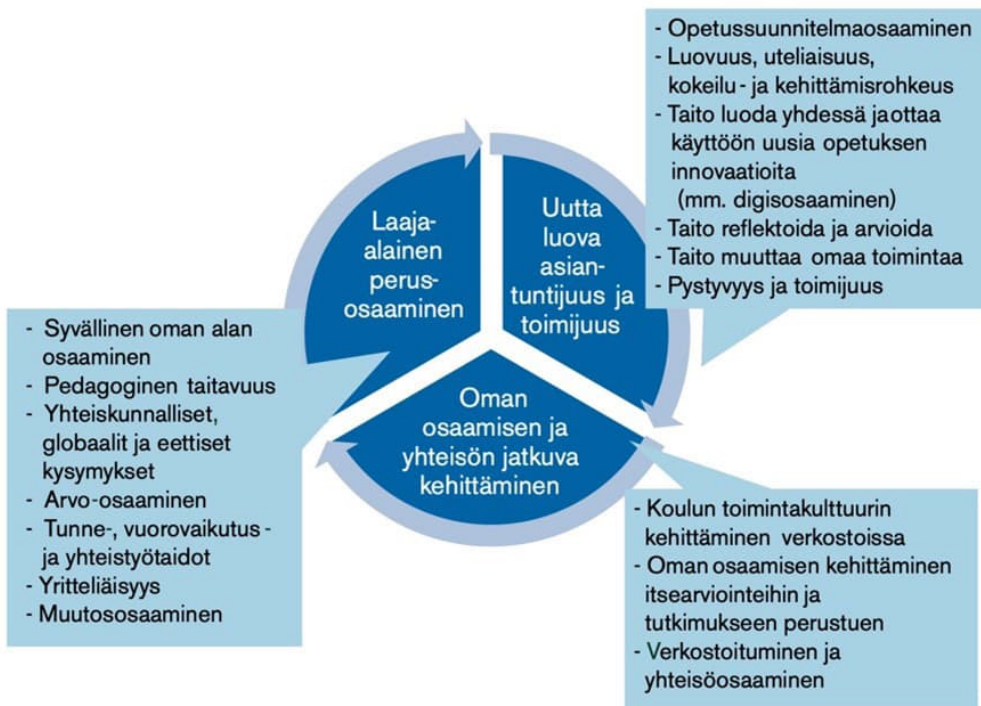 Laaja-
alainen
perus-
osaaminen
- Syvällinen oman alan
osaaminen
- Pedagoginen taitavuus
- Yhteiskunnalliset,
globaalit ja eettiset
kysymykset
- Arvo-osaaminen
- Tunne-, vuorovaikutus -
ja yhteistyötaidot
- Yritteliäisyys
- Muutososaaminen
Uutta
luova
asian-
tuntijuus ja
toimijuus
- Opetussuunnitelmaosaaminen
- Luovuus, uteliaisuus,
kokeilu - ja kehittämisrohkeus
- Taito luoda yhdessä ja ottaa
käyttöön uusia opetuksen
innovaatioita
(mm. digisosaaminen)
- Taito reflektoida ja arvioida
- Taito muuttaa omaa toimintaa
- Pystyvyys ja toimijuus
Oman
osaamisen ja
yhteisön jatkuva
kehittäminen
- Koulun toimintakulttuurin
kehittäminen verkostoissa
- Oman osaamisen kehittäminen
itsearviointeihin ja
tutkimukseen perustuen
- Verkostoituminen ja
yhteisöosaaminen